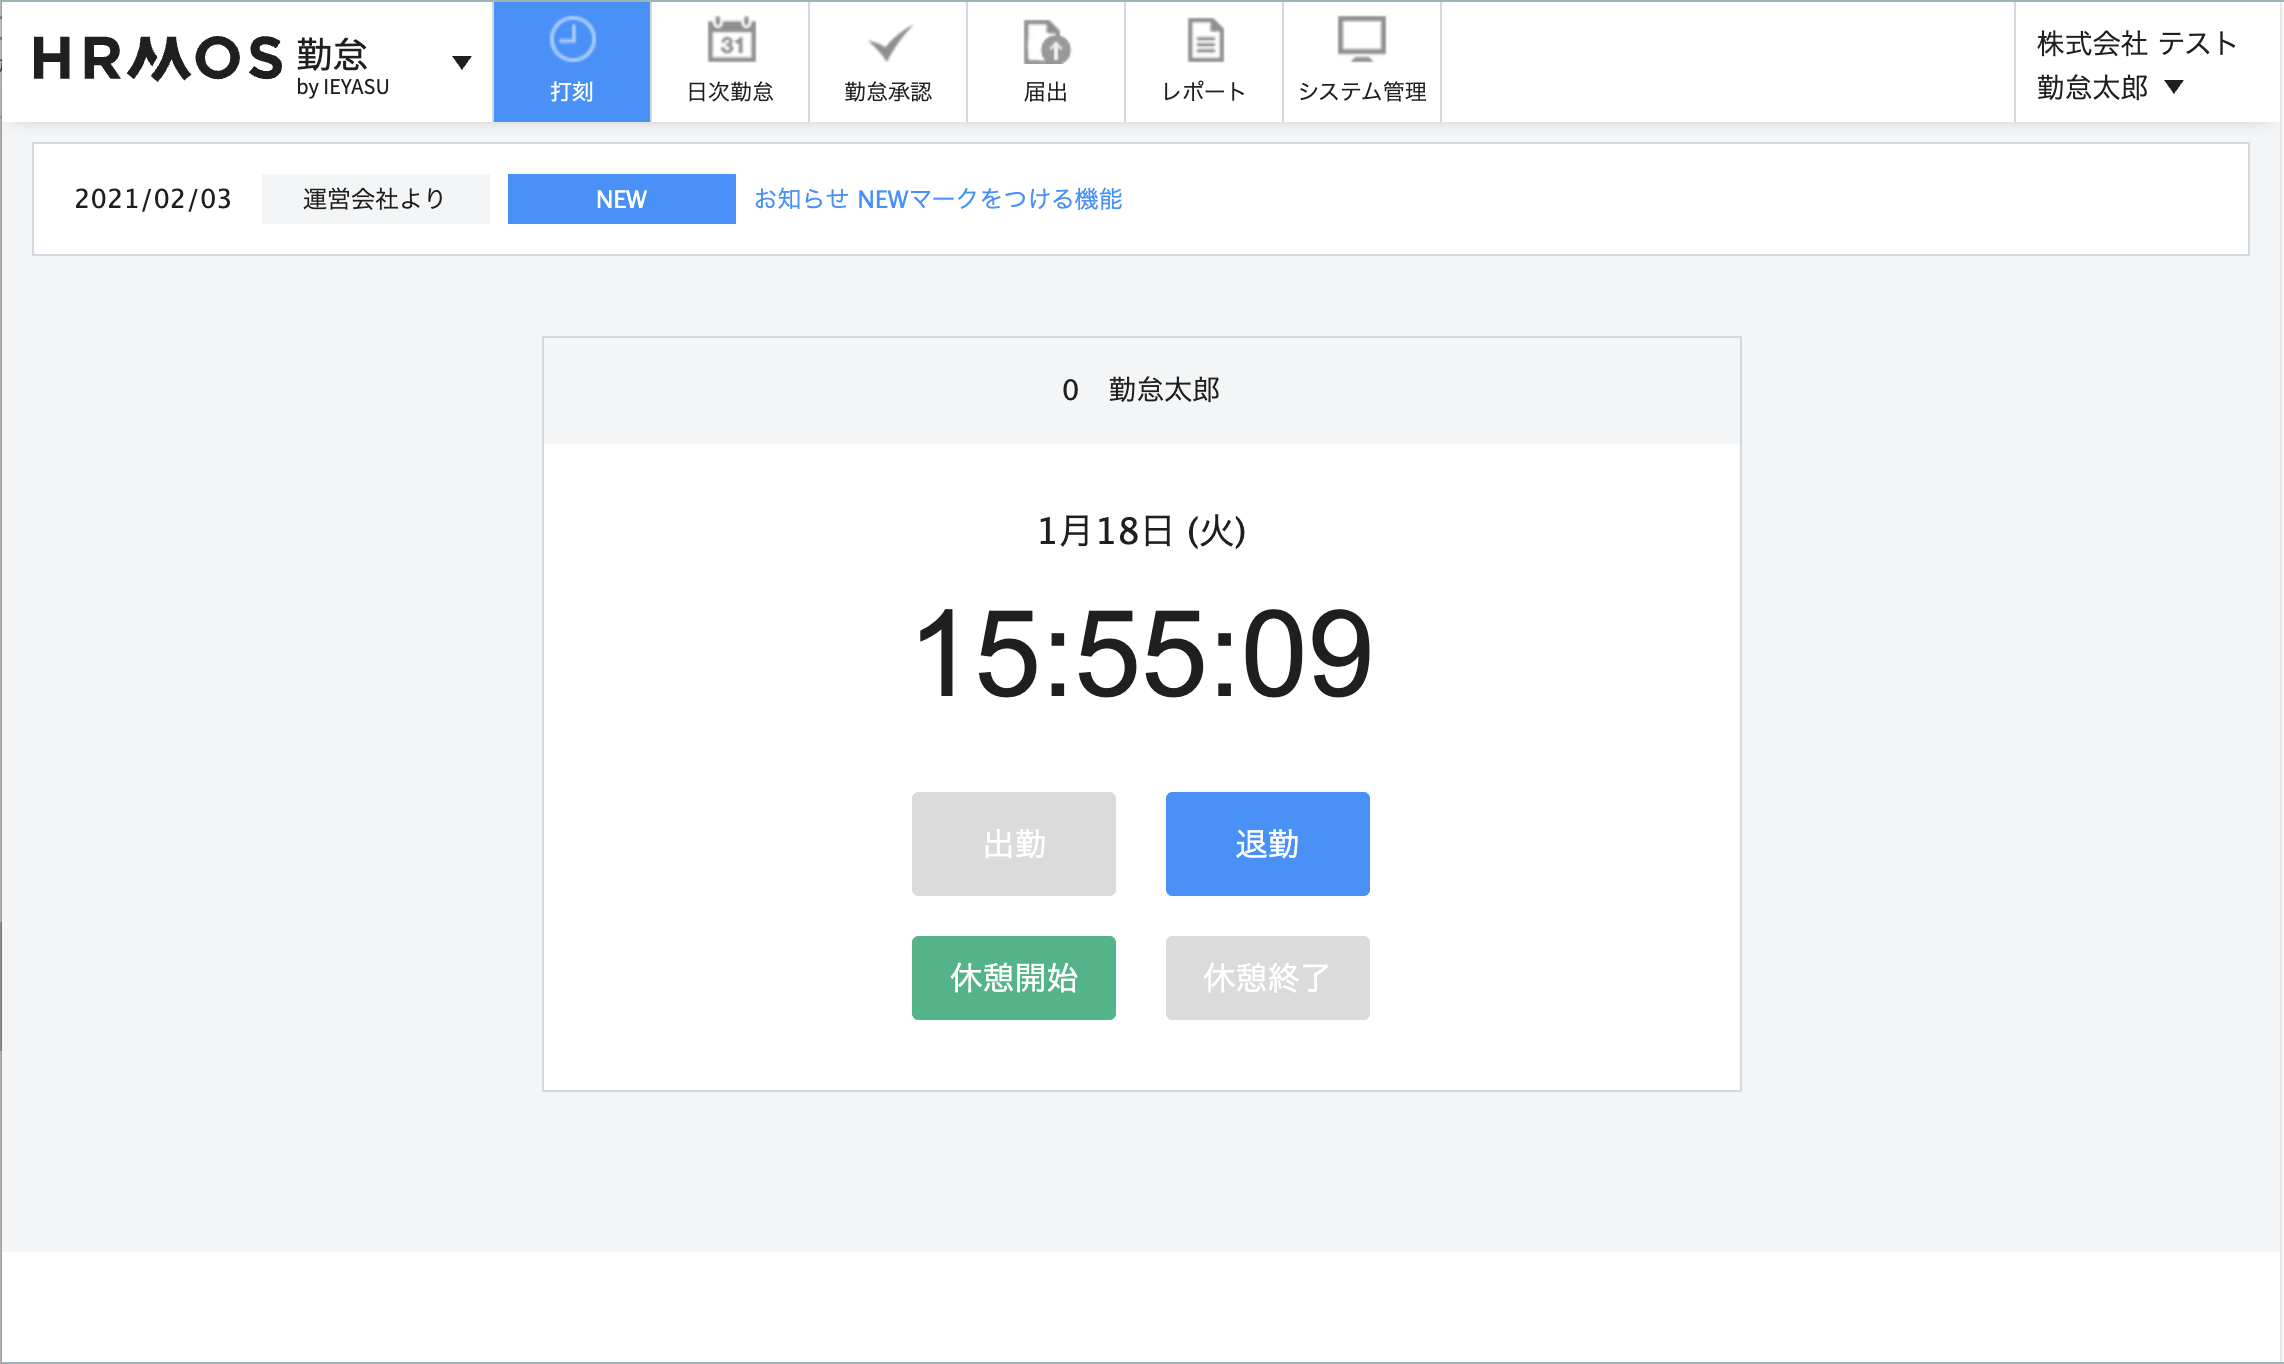 HRMOS 勤怠
by IEYASU
打刻
31
日次勤怠
勤怠承認
届出
レポート
システム管理
株式会社 テスト
勤怠太郎
2021/02/03 運営会社より NEW お知らせ NEWマークをつける機能
0 勤怠太郎
1月18日 (火)
15:55:09
出勤 退勤
休憩開始 休憩終了